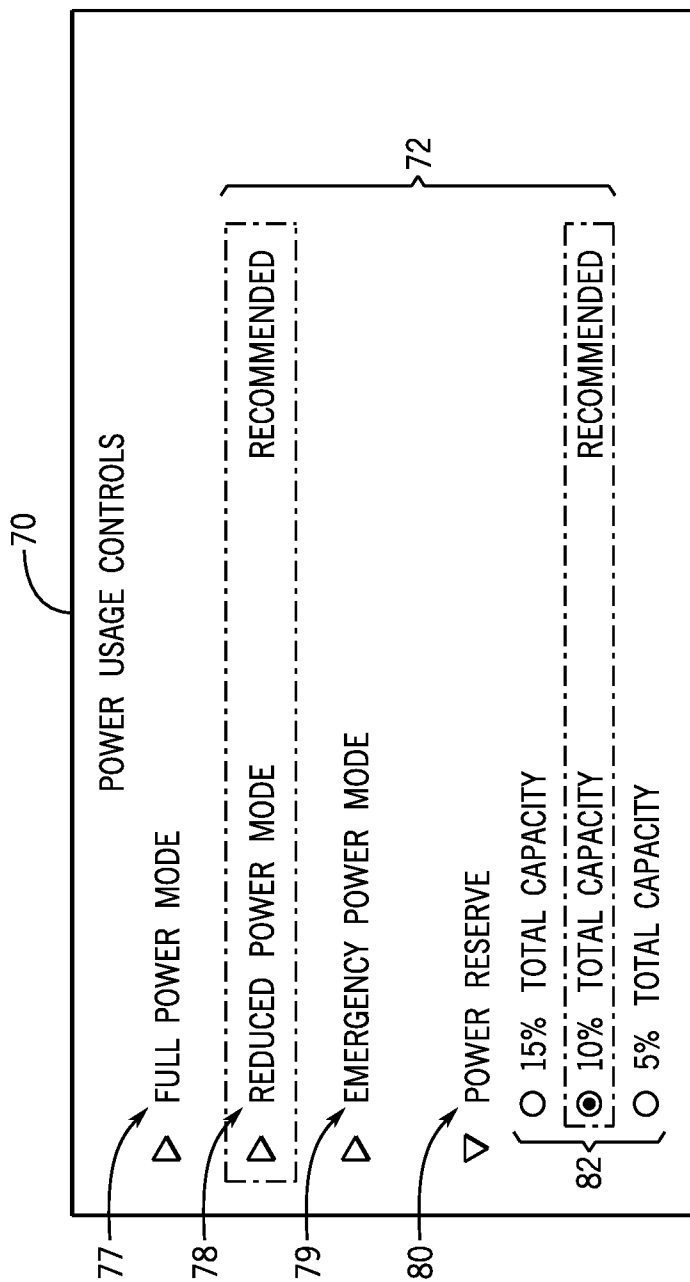 70
POWER USAGE CONTROLS
77
FULL POWER MODE
78
REDUCED POWER MODE RECOMMENDED
72
79
EMERGENCY POWER MODE
80
POWER RESERVE
82
15% TOTAL CAPACITY
10% TOTAL CAPACITY RECOMMENDED
5% TOTAL CAPACITY